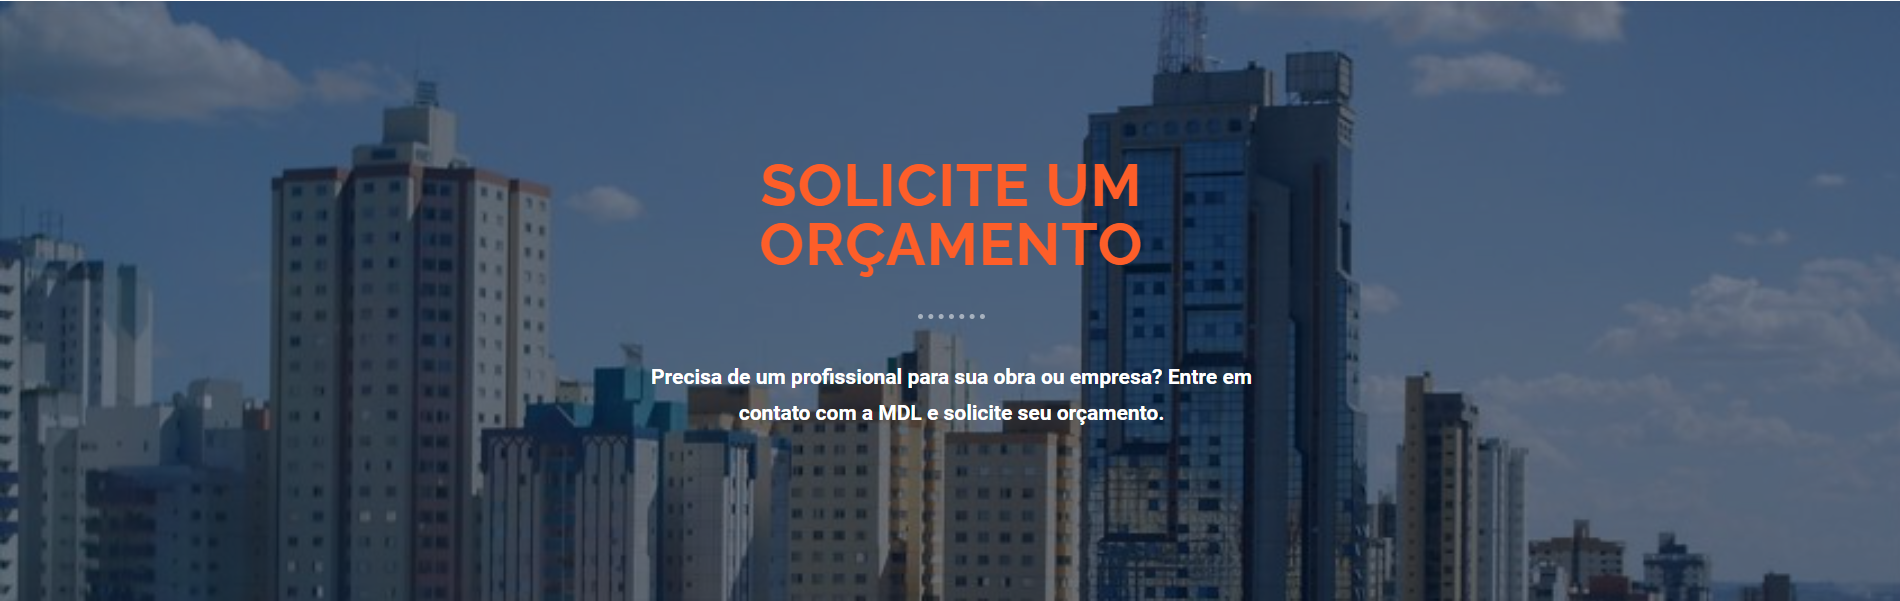 SOLICITE UM
ORÇAMENTO
Precisa de um profissional para sua obra ou empresa? Entre em
contato com a MDL e solicite seu orçamento.